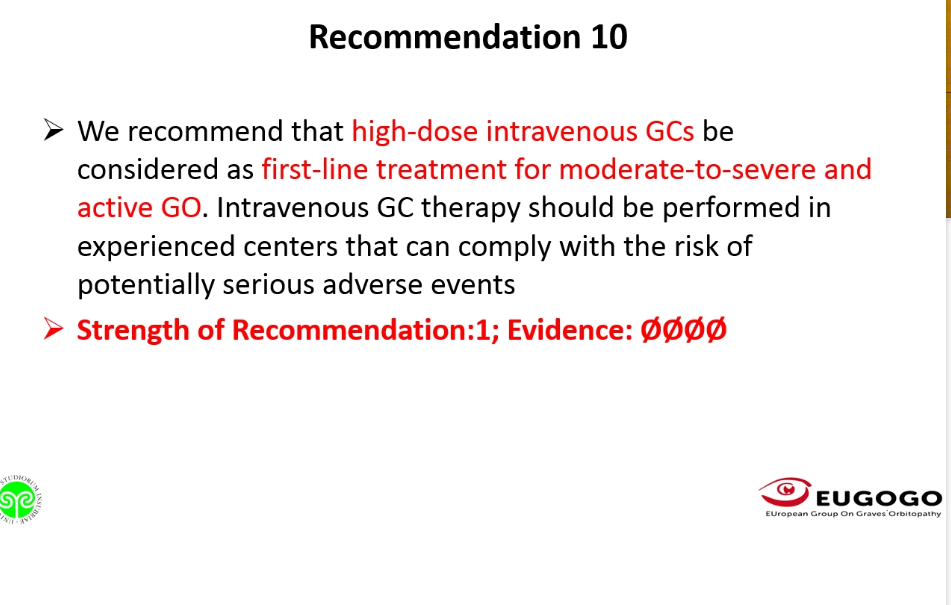 Recommendation 10
We recommend that high-dose intravenous GCs be
considered as first-line treatment for moderate-to-severe and
active GO. Intravenous GC therapy should be performed in
experienced centers that can comply with the risk of
potentially serious adverse events
Strength of Recommendation:1; Evidence: ØØØØ
EUGOGO
EUropean Group On Graves'Orbitopathy